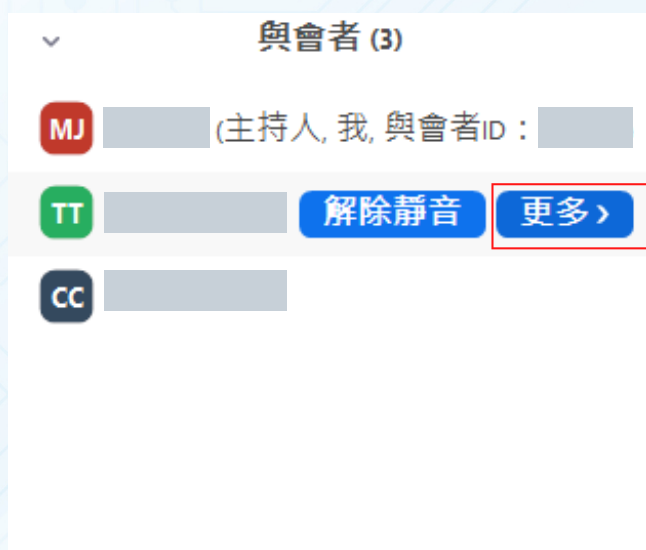 與會者 (3)
MJ (主持人, 我, 與會者ID：
TT 解除靜音 更多 ›
CC